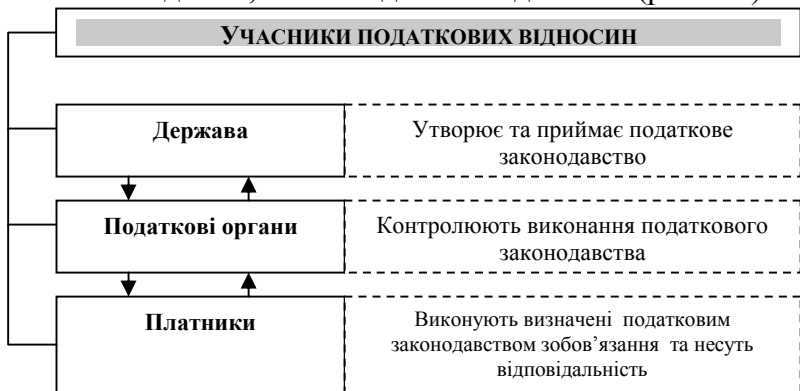 УЧАСНИКИ ПОДАТКОВИХ ВІДНОСИН
Держава
Утворює та приймає податкове
законодавство
Податкові органи
Контролюють виконання податкового
законодавства
Платники
Виконують визначені податковим
законодавством зобов’язання та несуть
відповідальність